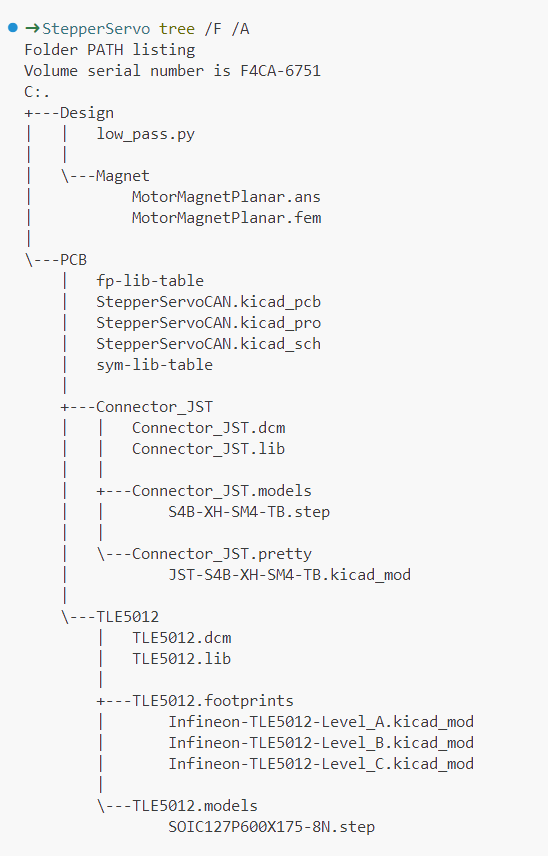 →StepperServo tree /F /A
Folder PATH listing
Volume serial number is F4CA-6751
C:.
+---Design
|   |   low_pass.py
|   |
|   \---Magnet
|           MotorMagnetPlanar.ans
|           MotorMagnetPlanar.fem
|
\---PCB
    |   fp-lib-table
    |   StepperServoCAN.kicad_pcb
    |   StepperServoCAN.kicad_pro
    |   StepperServoCAN.kicad_sch
    |   sym-lib-table
    |
    +---Connector_JST
    |   |   Connector_JST.dcm
    |   |   Connector_JST.lib
    |   |
    |   +---Connector_JST.models
    |   |       S4B-XH-SM4-TB.step
    |   |
    |   \---Connector_JST.pretty
    |           JST-S4B-XH-SM4-TB.kicad_mod
    |
    \---TLE5012
        |   TLE5012.dcm
        |   TLE5012.lib
        |
        +---TLE5012.footprints
        |       Infineon-TLE5012-Level_A.kicad_mod
        |       Infineon-TLE5012-Level_B.kicad_mod
        |       Infineon-TLE5012-Level_C.kicad_mod
        |
        \---TLE5012.models
                SOIC127P600X175-8N.step